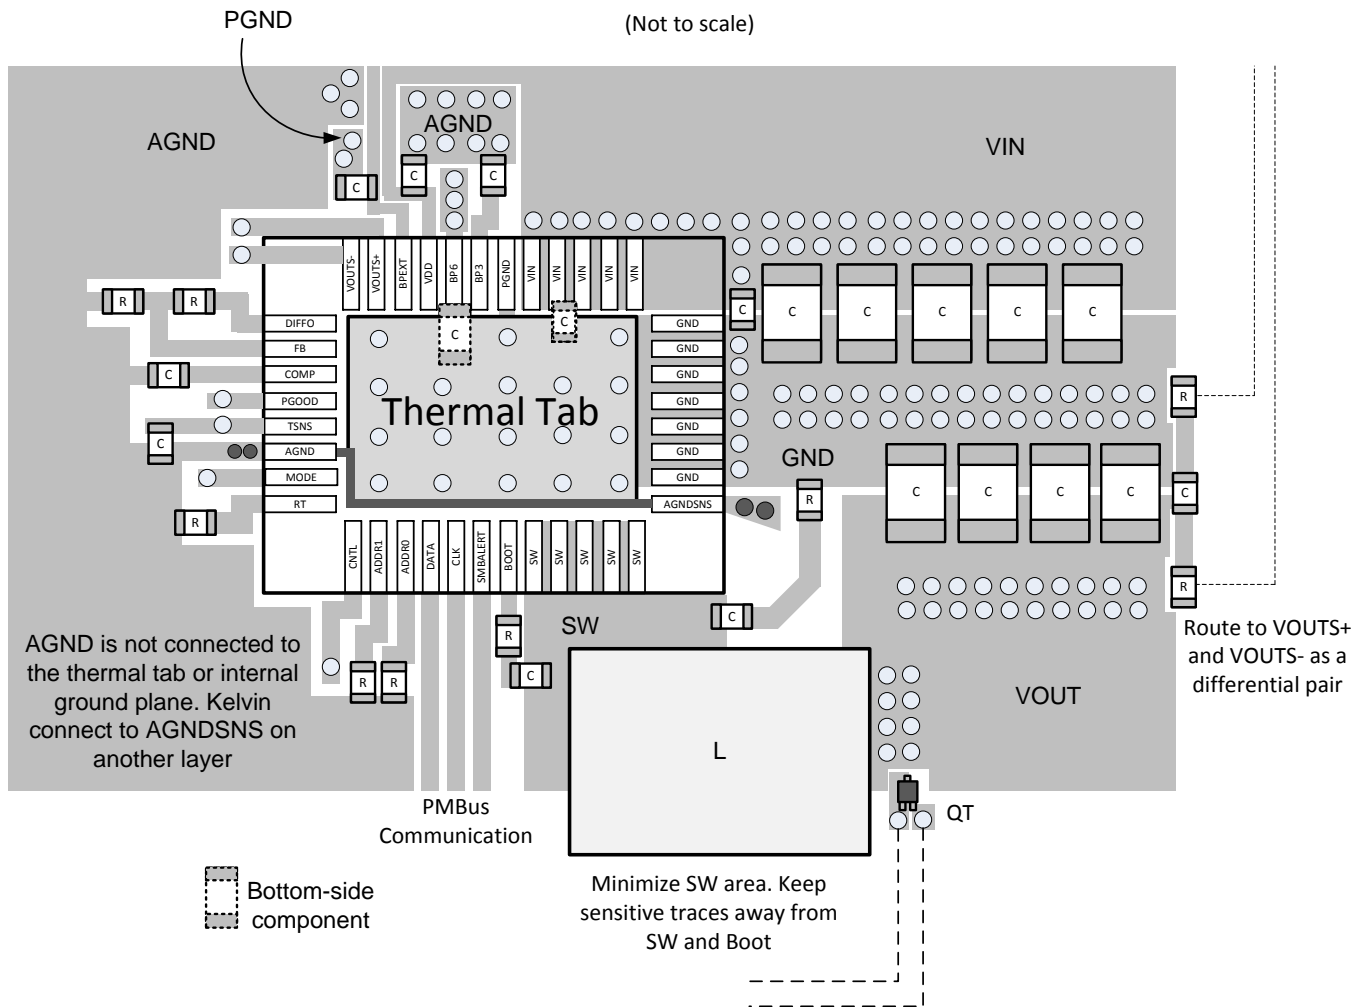 PGND
(Not to scale)
AGND
AGND
VIN
C
C
C
VOUTS-
VOUTS+
BPEXT
VDD
BP6
BP3
PGND
VIN
VIN
VIN
VIN
VIN
R
R
C
C
C
C
C
C
C
C
DIFFO
FB
COMP
PGOOD
TSNS
AGND
MODE
RT
C
C
R
Thermal Tab
GND
GND
GND
GND
GND
GND
GND
AGNDSNS
GND
R
C
C
C
C
R
C
R
CNTL
ADDR1
ADDR0
DATA
CLK
SMBALERT
BOOT
SW
SW
SW
SW
SW
SW
C
R
C
R
R
AGND is not connected to
the thermal tab or internal
ground plane. Kelvin
connect to AGNDSNS on
another layer
Route to VOUTS+
and VOUTS- as a
differential pair
VOUT
L
PMBus
Communication
QT
Bottom-side
component
Minimize SW area. Keep
sensitive traces away from
SW and Boot